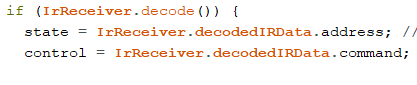 if (IrReceiver.decode()) {
state = IrReceiver.decodedIRData.address; //
control = IrReceiver.decodedIRData.command;